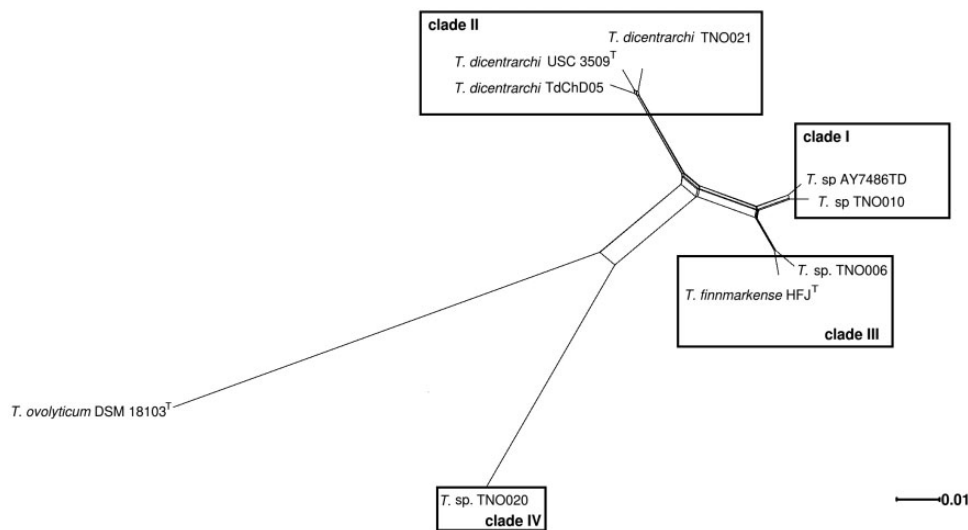 clade II
T. dicentrarchi TNO021
T. dicentrarchi USC 3509T
T. dicentrarchi TdChD05
clade I
T. sp AY7486TD
T. sp TNO010
T. sp. TNO006
T. finnmarkense HFJT
clade III
T. ovolyticum DSM 18103T
T. sp. TNO020
clade IV
0.01